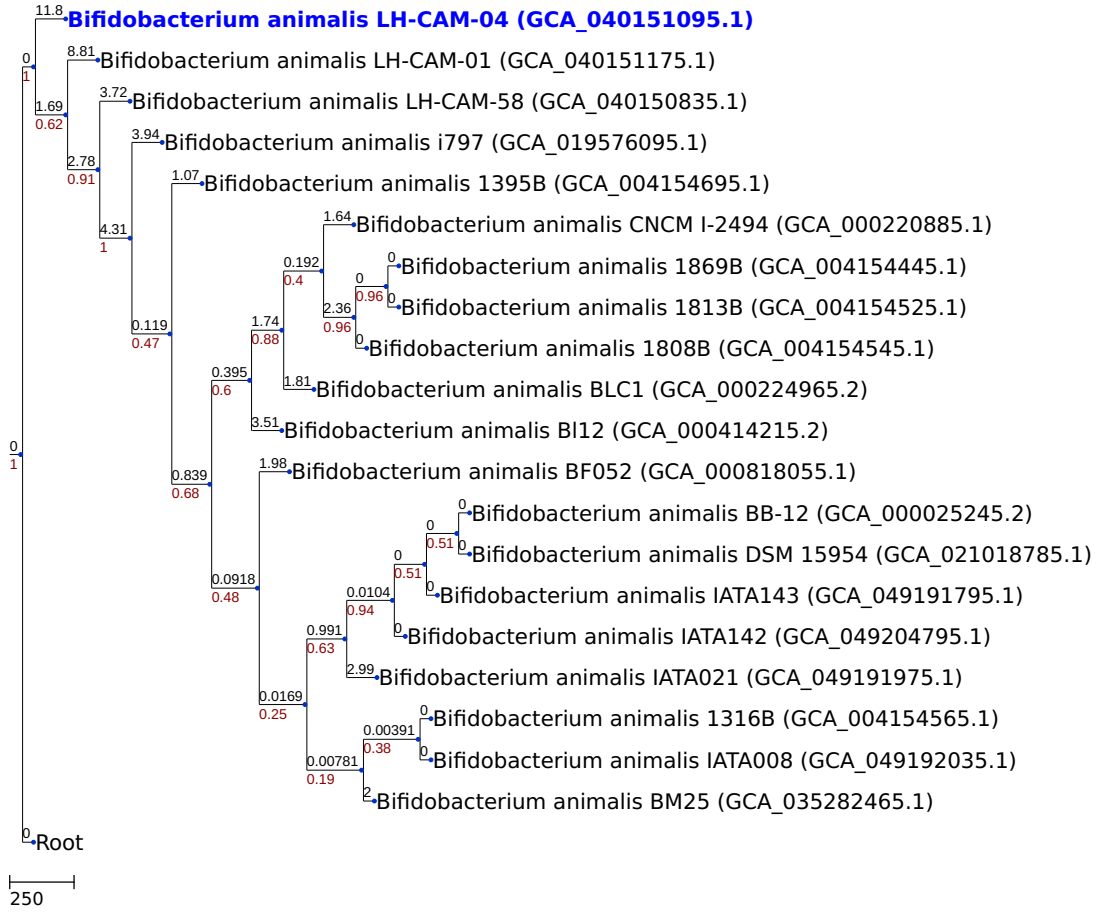 11.8 Bifidobacterium animalis LH-CAM-04 (GCA_040151095.1)
0
1
8.81 Bifidobacterium animalis LH-CAM-01 (GCA_040151175.1)
1.69
0.62
3.72 Bifidobacterium animalis LH-CAM-58 (GCA_040150835.1)
2.78
0.91
3.94 Bifidobacterium animalis i797 (GCA_019576095.1)
4.31
1
1.07 Bifidobacterium animalis 1395B (GCA_004154695.1)
0.119
0.47
1.64 Bifidobacterium animalis CNCM I-2494 (GCA_000220885.1)
0.192
0.4
0 Bifidobacterium animalis 1869B (GCA_004154445.1)
0
0.96
0 Bifidobacterium animalis 1813B (GCA_004154525.1)
2.36
0.96
0 Bifidobacterium animalis 1808B (GCA_004154545.1)
1.74
0.88
1.81 Bifidobacterium animalis BLC1 (GCA_000224965.2)
0.395
0.6
3.51 Bifidobacterium animalis Bl12 (GCA_000414215.2)
0
1
0.839
0.68
1.98 Bifidobacterium animalis BF052 (GCA_000818055.1)
0 Bifidobacterium animalis BB-12 (GCA_000025245.2)
0
0.51
0 Bifidobacterium animalis DSM 15954 (GCA_021018785.1)
0
0.51
0 Bifidobacterium animalis IATA143 (GCA_049191795.1)
0.0918
0.48
0.0104
0.94
0 Bifidobacterium animalis IATA142 (GCA_049204795.1)
0.991
0.63
2.99 Bifidobacterium animalis IATA021 (GCA_049191975.1)
0.0169
0.25
0 Bifidobacterium animalis 1316B (GCA_004154565.1)
0.00391
0.38
0 Bifidobacterium animalis IATA008 (GCA_049192035.1)
0.00781
0.19
2 Bifidobacterium animalis BM25 (GCA_035282465.1)
0 Root
250